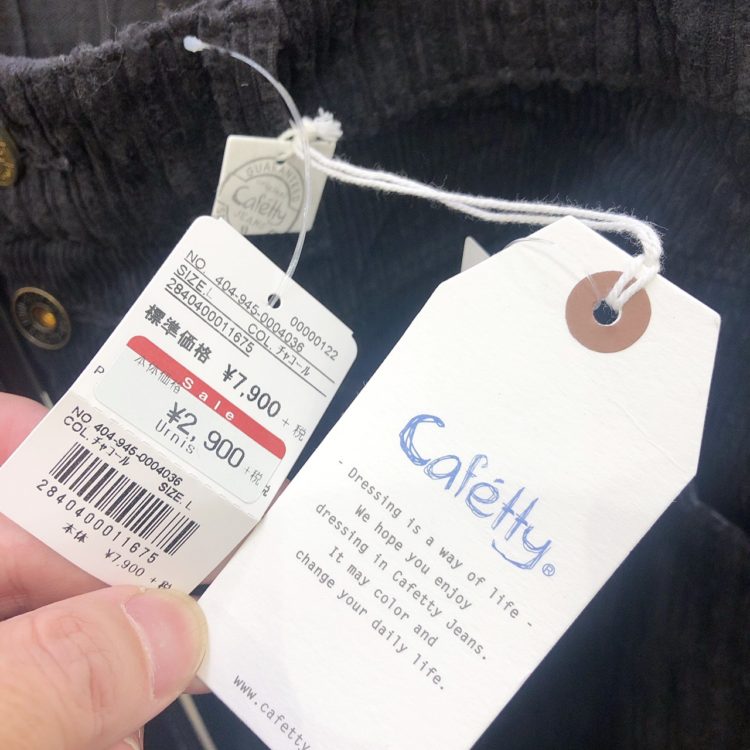 GUARANTEED
Cafetty
JEANS
NO 404-945-0004036
00000122
SIZE.L COL.チャコール
2840400011675
標準価格 ¥7,900 + 税
本体価格
Sale
¥2,900 +税
Urnis
P
NO 404-945-0004036
COL.チャコール SIZE.L
2840400011675
本体 ¥7,900 + 税
Cafétty®
- Dressing is a way of life -
We hope you enjoy
dressing in Cafetty Jeans.
It may color and
change your daily life.
www.cafetty